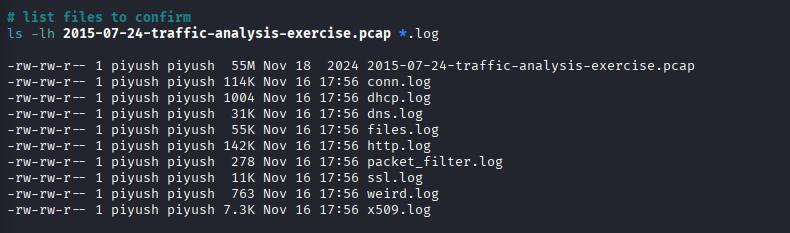 # list files to confirm
ls -lh 2015-07-24-traffic-analysis-exercise.pcap *.log
-rw-rw-r-- 1 piyush piyush  55M Nov 18  2024 2015-07-24-traffic-analysis-exercise.pcap
-rw-rw-r-- 1 piyush piyush 114K Nov 16 17:56 conn.log
-rw-rw-r-- 1 piyush piyush 1004 Nov 16 17:56 dhcp.log
-rw-rw-r-- 1 piyush piyush  31K Nov 16 17:56 dns.log
-rw-rw-r-- 1 piyush piyush  55K Nov 16 17:56 files.log
-rw-rw-r-- 1 piyush piyush 142K Nov 16 17:56 http.log
-rw-rw-r-- 1 piyush piyush  278 Nov 16 17:56 packet_filter.log
-rw-rw-r-- 1 piyush piyush  11K Nov 16 17:56 ssl.log
-rw-rw-r-- 1 piyush piyush  763 Nov 16 17:56 weird.log
-rw-rw-r-- 1 piyush piyush 7.3K Nov 16 17:56 x509.log